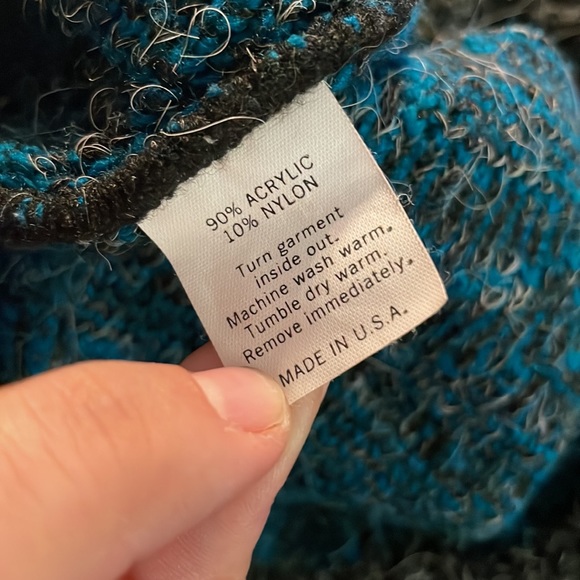 90% ACRYLIC
10% NYLON
Turn garment
inside out.
Machine wash warm.
Tumble dry warm.
Remove immediately.
MADE IN U.S.A.